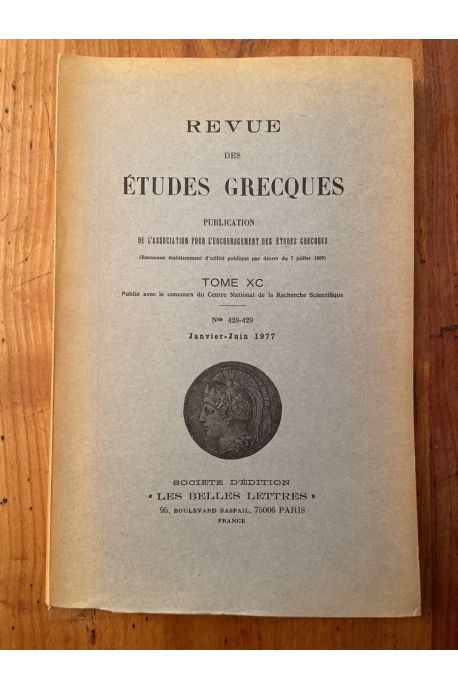 REVUE
DES
ÉTUDES GRECQUES
PUBLICATION
DE L'ASSOCIATION POUR L'ENCOURAGEMENT DES ÉTUDES GRECQUES
(Reconnue établissement d'utilité publique par décret du 7 juillet 1869)
TOME XC
Publié avec le concours du Centre National de la Recherche Scientifique
Nos 428-429
Janvier-Juin 1977
SOCIETE D'ÉDITION
« LES BELLES LETTRES »
95, BOULEVARD RASPAIL, 75006 PARIS
FRANCE